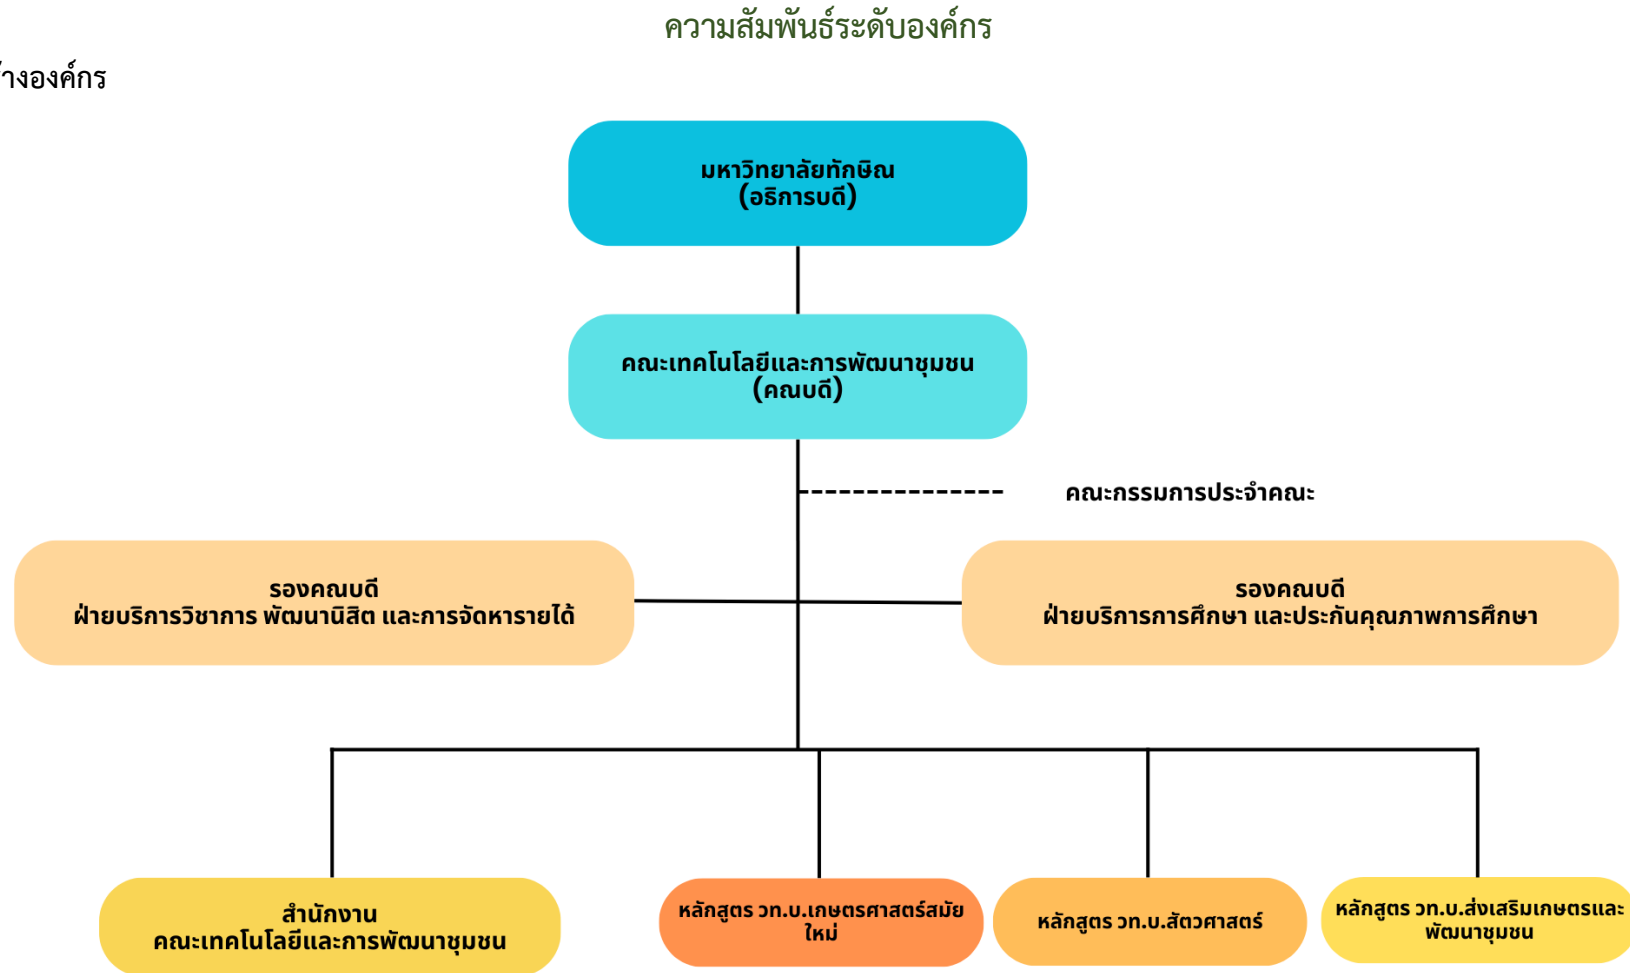 ความสัมพันธ์ระดับองค์กร
างองค์กร
มหาวิทยาลัยทักษิณ
(อธิการบดี)
คณะเทคโนโลยีและการพัฒนาชุมชน
(คณบดี)
คณะกรรมการประจำคณะ
รองคณบดี
ฝ่ายบริการวิชาการ พัฒนานิสิต และการจัดหารายได้
รองคณบดี
ฝ่ายบริการการศึกษา และประกันคุณภาพการศึกษา
สำนักงาน
คณะเทคโนโลยีและการพัฒนาชุมชน
หลักสูตร วท.บ.เกษตรศาสตร์สมัย
ใหม่
หลักสูตร วท.บ.สัตวศาสตร์
หลักสูตร วท.บ.ส่งเสริมเกษตรและ
พัฒนาชุมชน